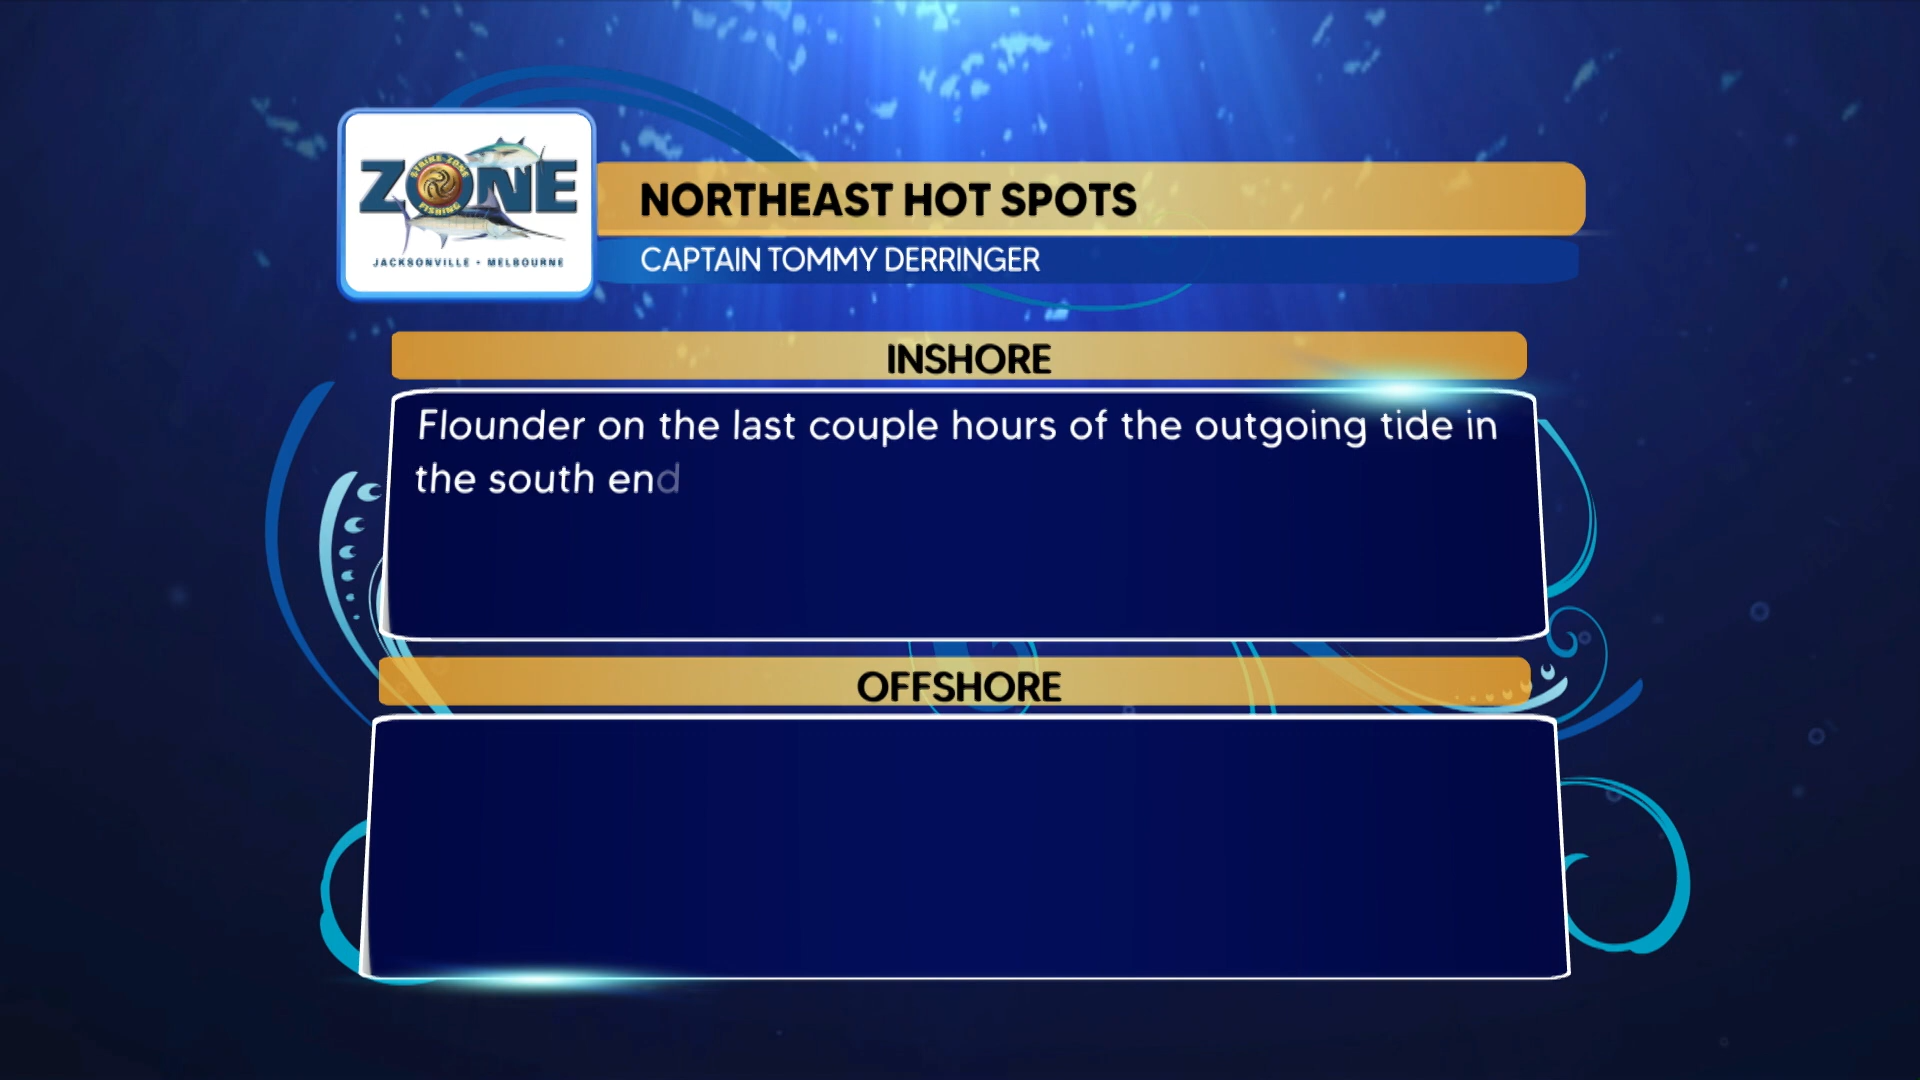 ZONE
STRIKE ZONE
FISHING
JACKSONVILLE • MELBOURNE
NORTHEAST HOT SPOTS
CAPTAIN TOMMY DERRINGER
INSHORE
Flounder on the last couple hours of the outgoing tide in
the south end
OFFSHORE